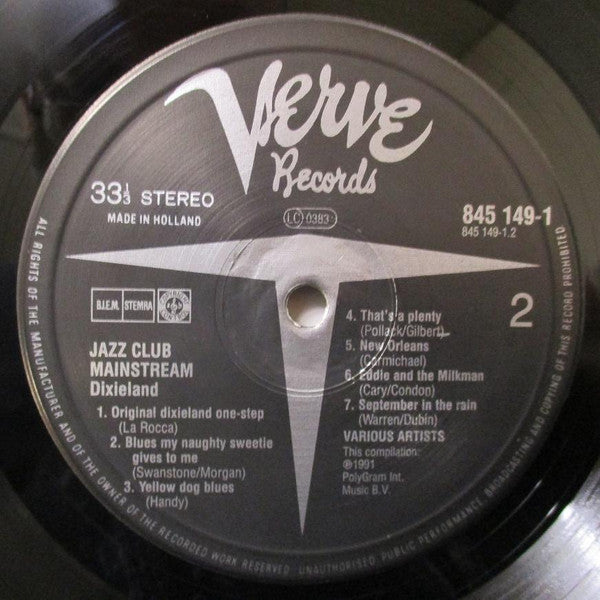 Verve
Records
33⅓ STEREO
MADE IN HOLLAND
LC 0383
845 149-1
845 149-1.2
B.I.E.M. STEMRA
2
JAZZ CLUB
MAINSTREAM
Dixieland
1. Original dixieland one-step
(La Rocca)
2. Blues my naughty sweetie
gives to me
(Swanstone/Morgan)
3. Yellow dog blues
(Handy)
4. That's a plenty
(Pollack/Gilbert)
5. New Orleans
(Carmichael)
6. Eddie and the Milkman
(Cary/Condon)
7. September in the rain
(Warren/Dubin)
VARIOUS ARTISTS
This compilation:
℗1991
PolyGram Int.
Music B.V.
ALL RIGHTS OF THE MANUFACTURER AND OF THE OWNER OF THE RECORDED WORK RESERVED. UNAUTHORISED PUBLIC PERFORMANCE, BROADCASTING AND COPYING OF THIS RECORD PROHIBITED